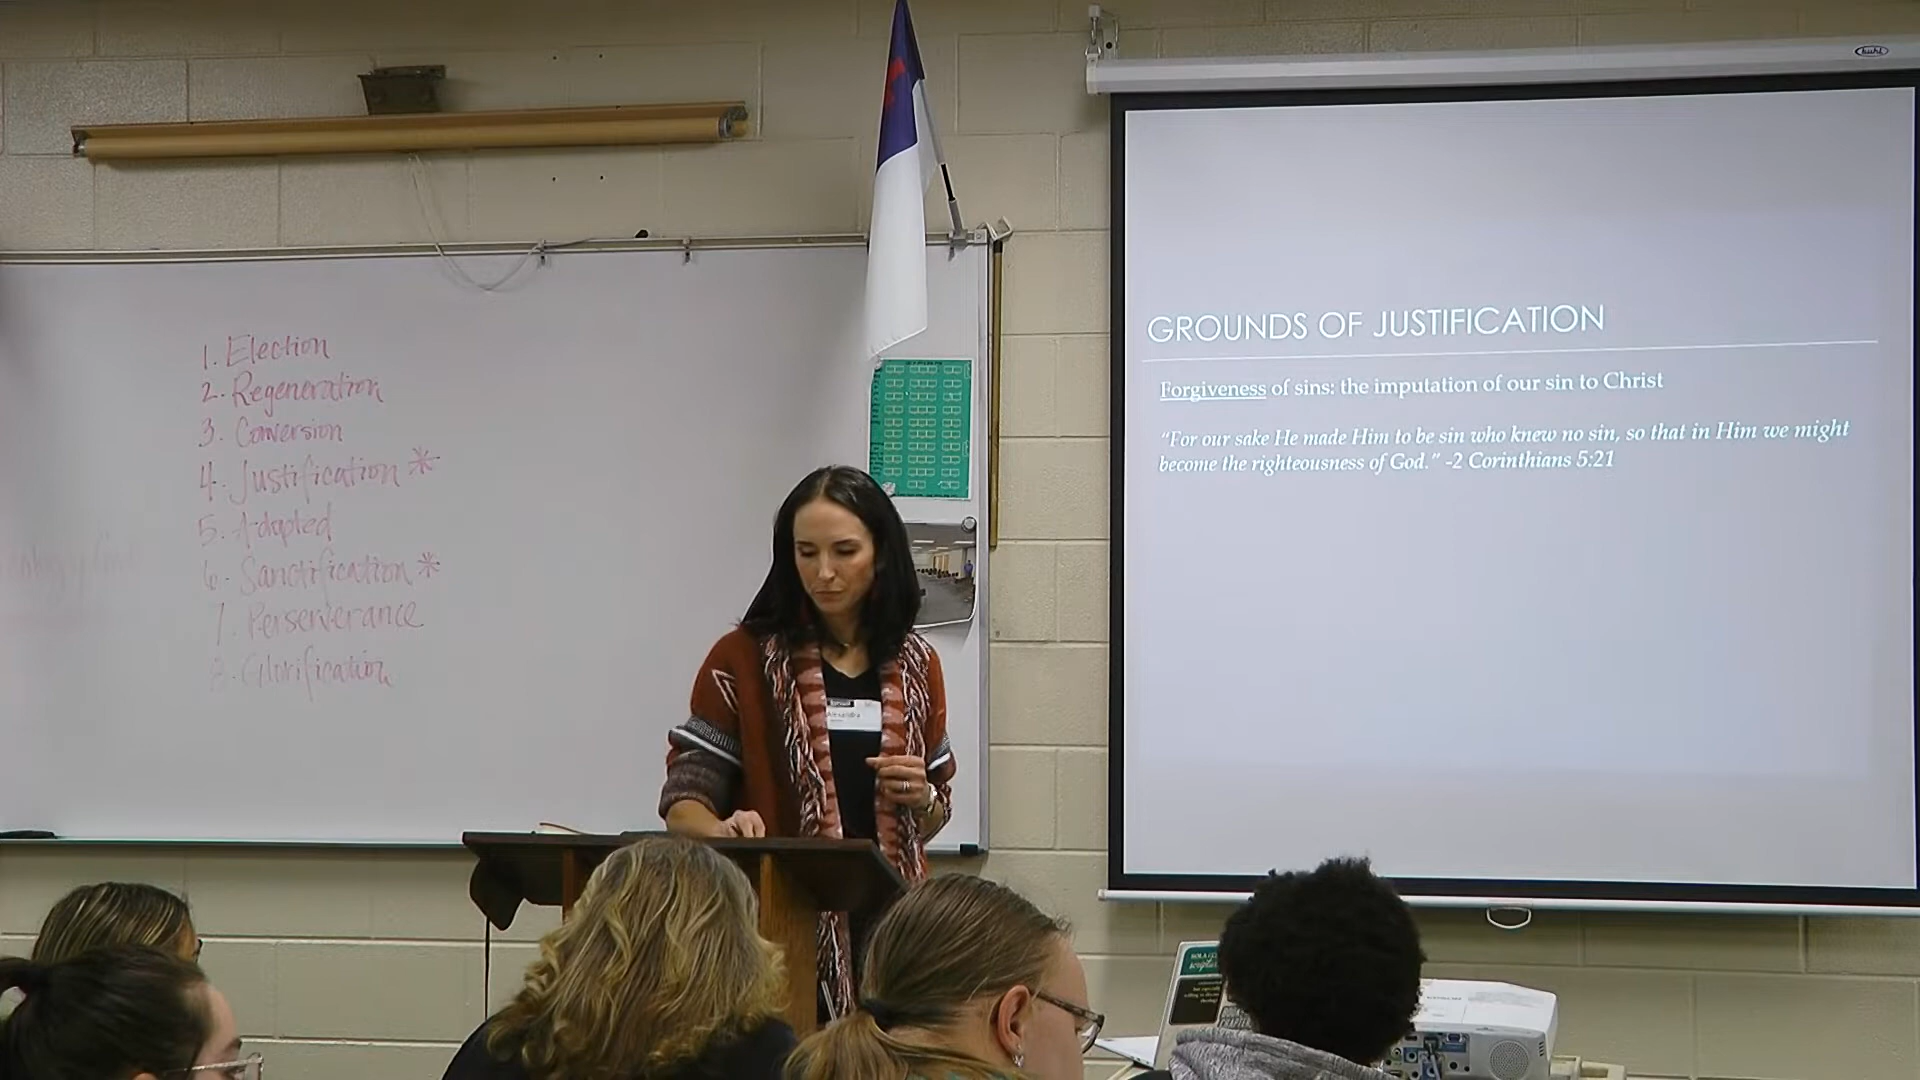 1. Election
2. Regeneration
3. Conversion
4. Justification *
5. Adopted
6. Sanctification *
7. Perserverance
8. Glorification
GROUNDS OF JUSTIFICATION
Forgiveness of sins: the imputation of our sin to Christ
“For our sake He made Him to be sin who knew no sin, so that in Him we might
become the righteousness of God.” -2 Corinthians 5:21
Alexandra